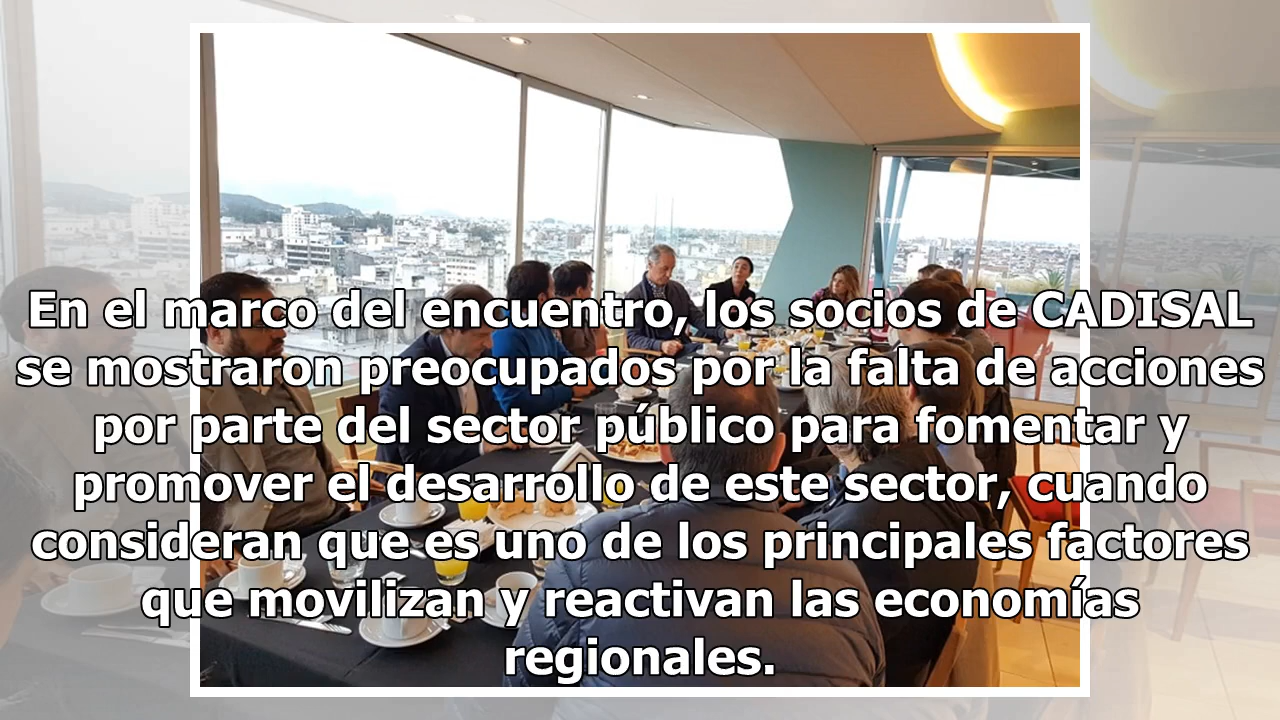 En el marco del encuentro, los socios de CADISAL
se mostraron preocupados por la falta de acciones
por parte del sector público para fomentar y
promover el desarrollo de este sector, cuando
consideran que es uno de los principales factores
que movilizan y reactivan las economías
regionales.